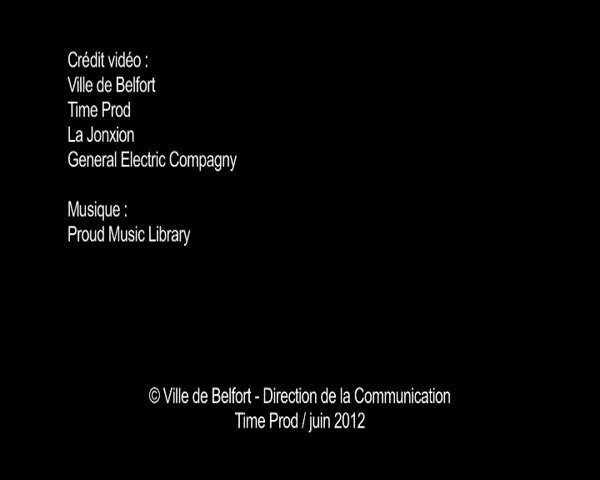 Crédit vidéo :
Ville de Belfort
Time Prod
La Jonxion
General Electric Compagny
Musique :
Proud Music Library
© Ville de Belfort - Direction de la Communication
Time Prod / juin 2012